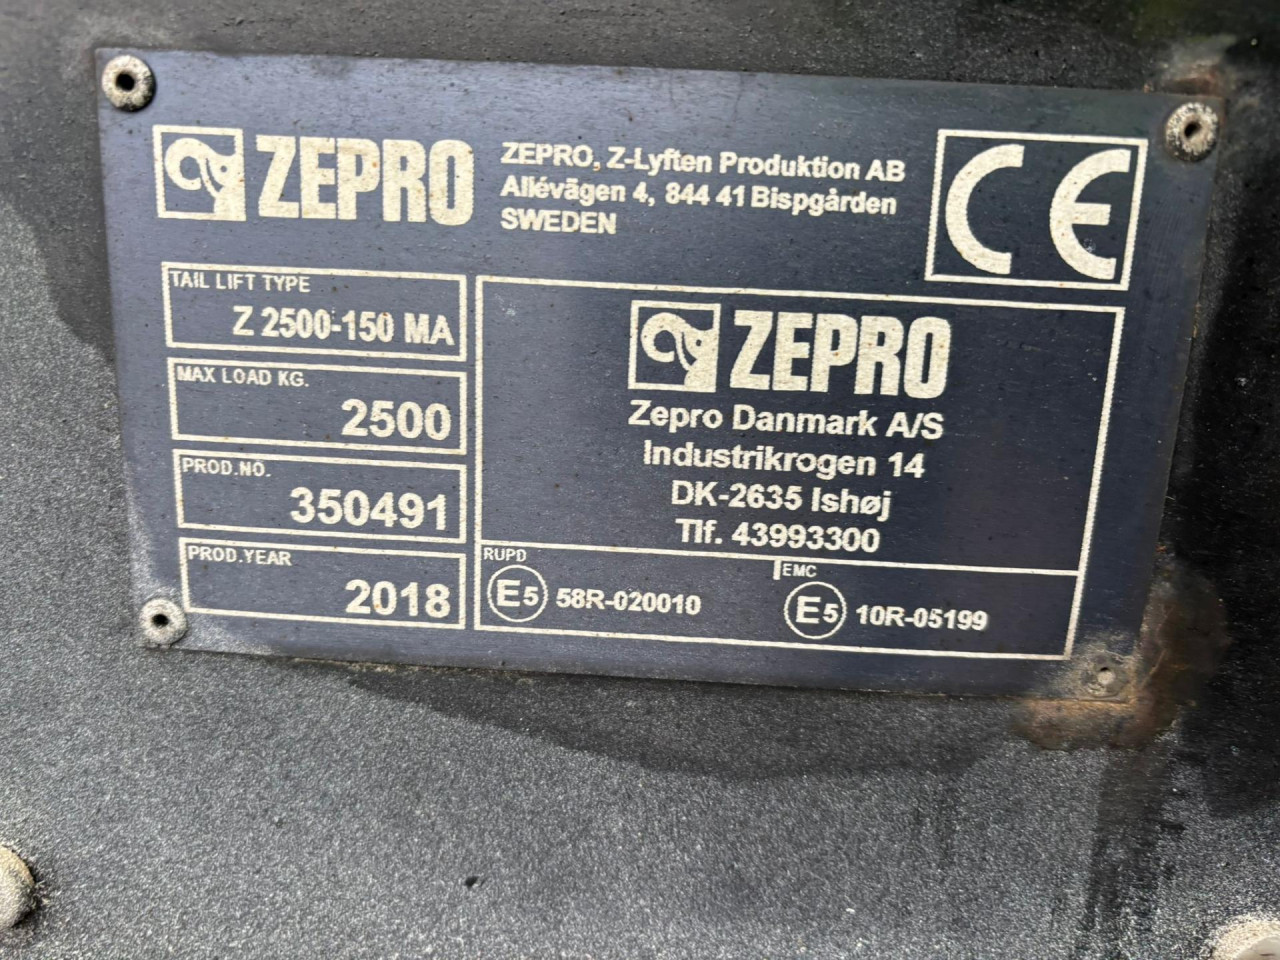 ZEPRO
ZEPRO, Z-Lyften Produktion AB
Allévägen 4, 844 41 Bispgården
SWEDEN
CE
TAIL LIFT TYPE
Z 2500-150 MA
MAX LOAD KG.
2500
PROD.NO.
350491
PROD.YEAR
2018
ZEPRO
Zepro Danmark A/S
Industrikrogen 14
DK-2635 Ishøj
Tlf. 43993300
RUPD
E5 58R-020010
EMC
E5 10R-05199